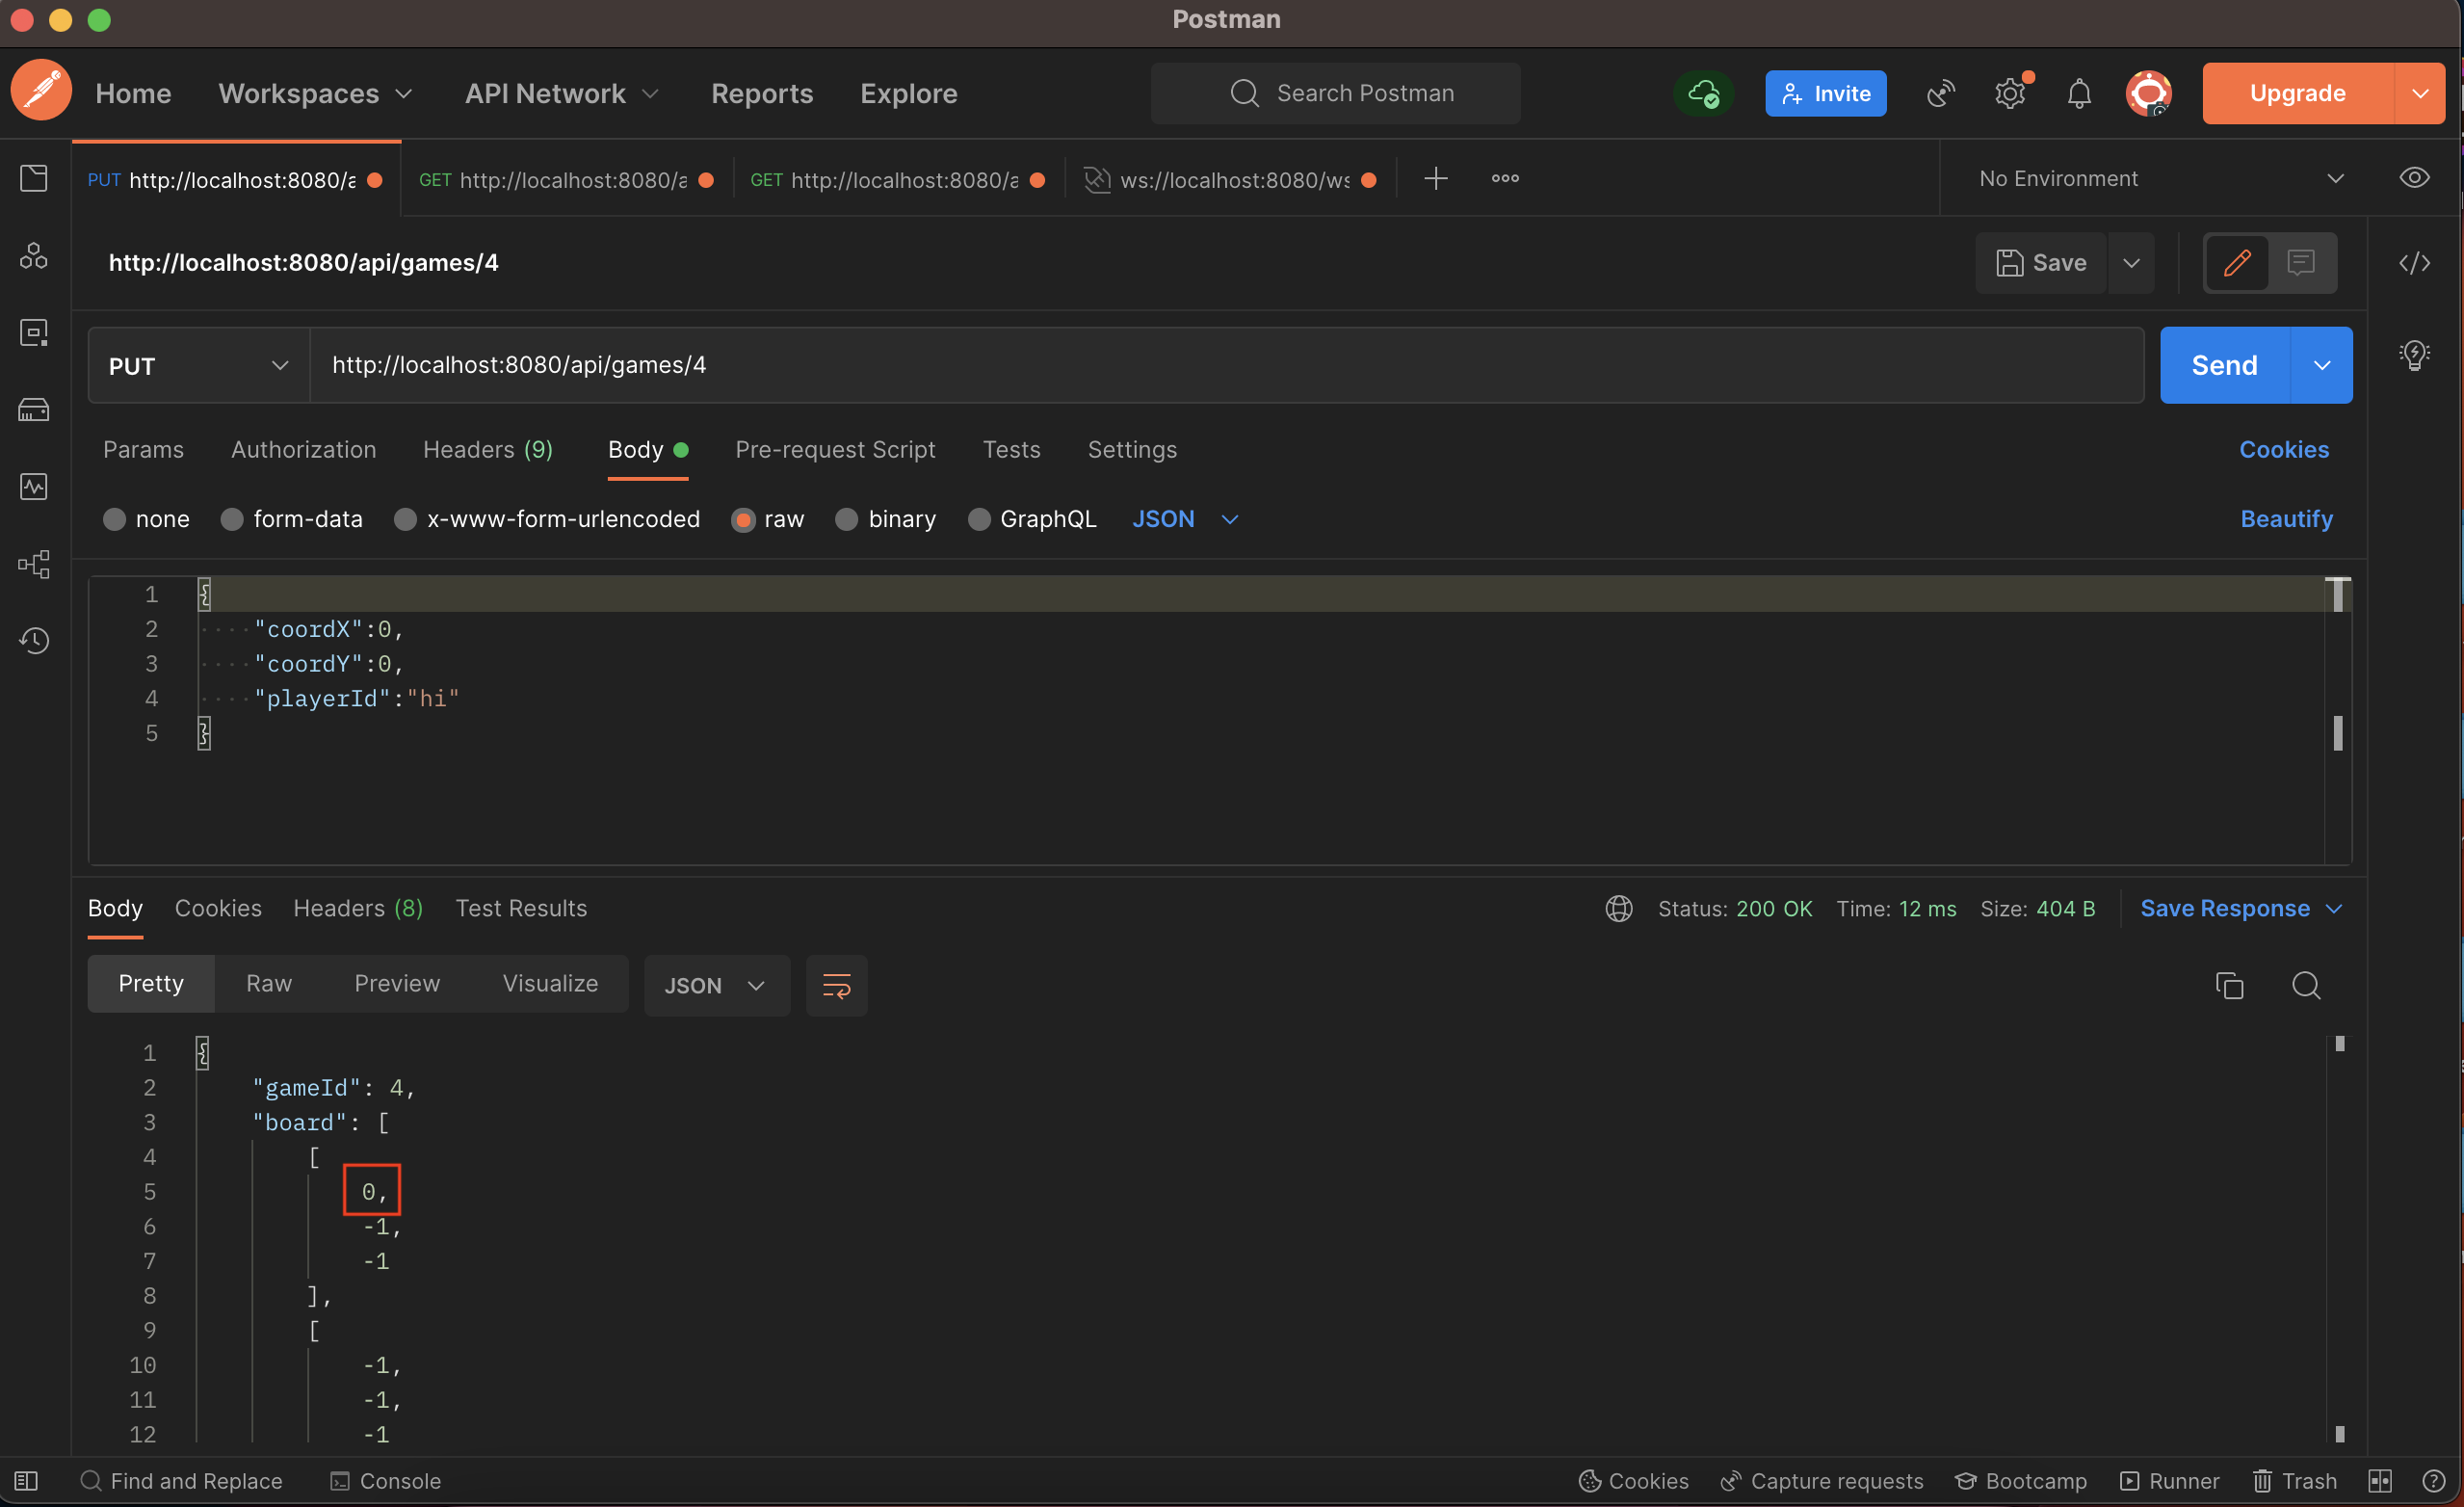 Postman
Home Workspaces API Network Reports Explore Search Postman Invite Upgrade
PUT http://localhost:8080/a GET http://localhost:8080/a GET http://localhost:8080/a ws://localhost:8080/ws No Environment
http://localhost:8080/api/games/4 Save
PUT http://localhost:8080/api/games/4 Send
Params Authorization Headers (9) Body Pre-request Script Tests Settings Cookies
none form-data x-www-form-urlencoded raw binary GraphQL JSON Beautify
1 {
2 "coordX":0,
3 "coordY":0,
4 "playerId":"hi"
5 }
Body Cookies Headers (8) Test Results Status: 200 OK Time: 12 ms Size: 404 B Save Response
Pretty Raw Preview Visualize JSON
1 {
2 "gameId": 4,
3 "board": [
4 [
5 0,
6 -1,
7 -1
8 ],
9 [
10 -1,
11 -1,
12 -1
Find and Replace Console Cookies Capture requests Bootcamp Runner Trash